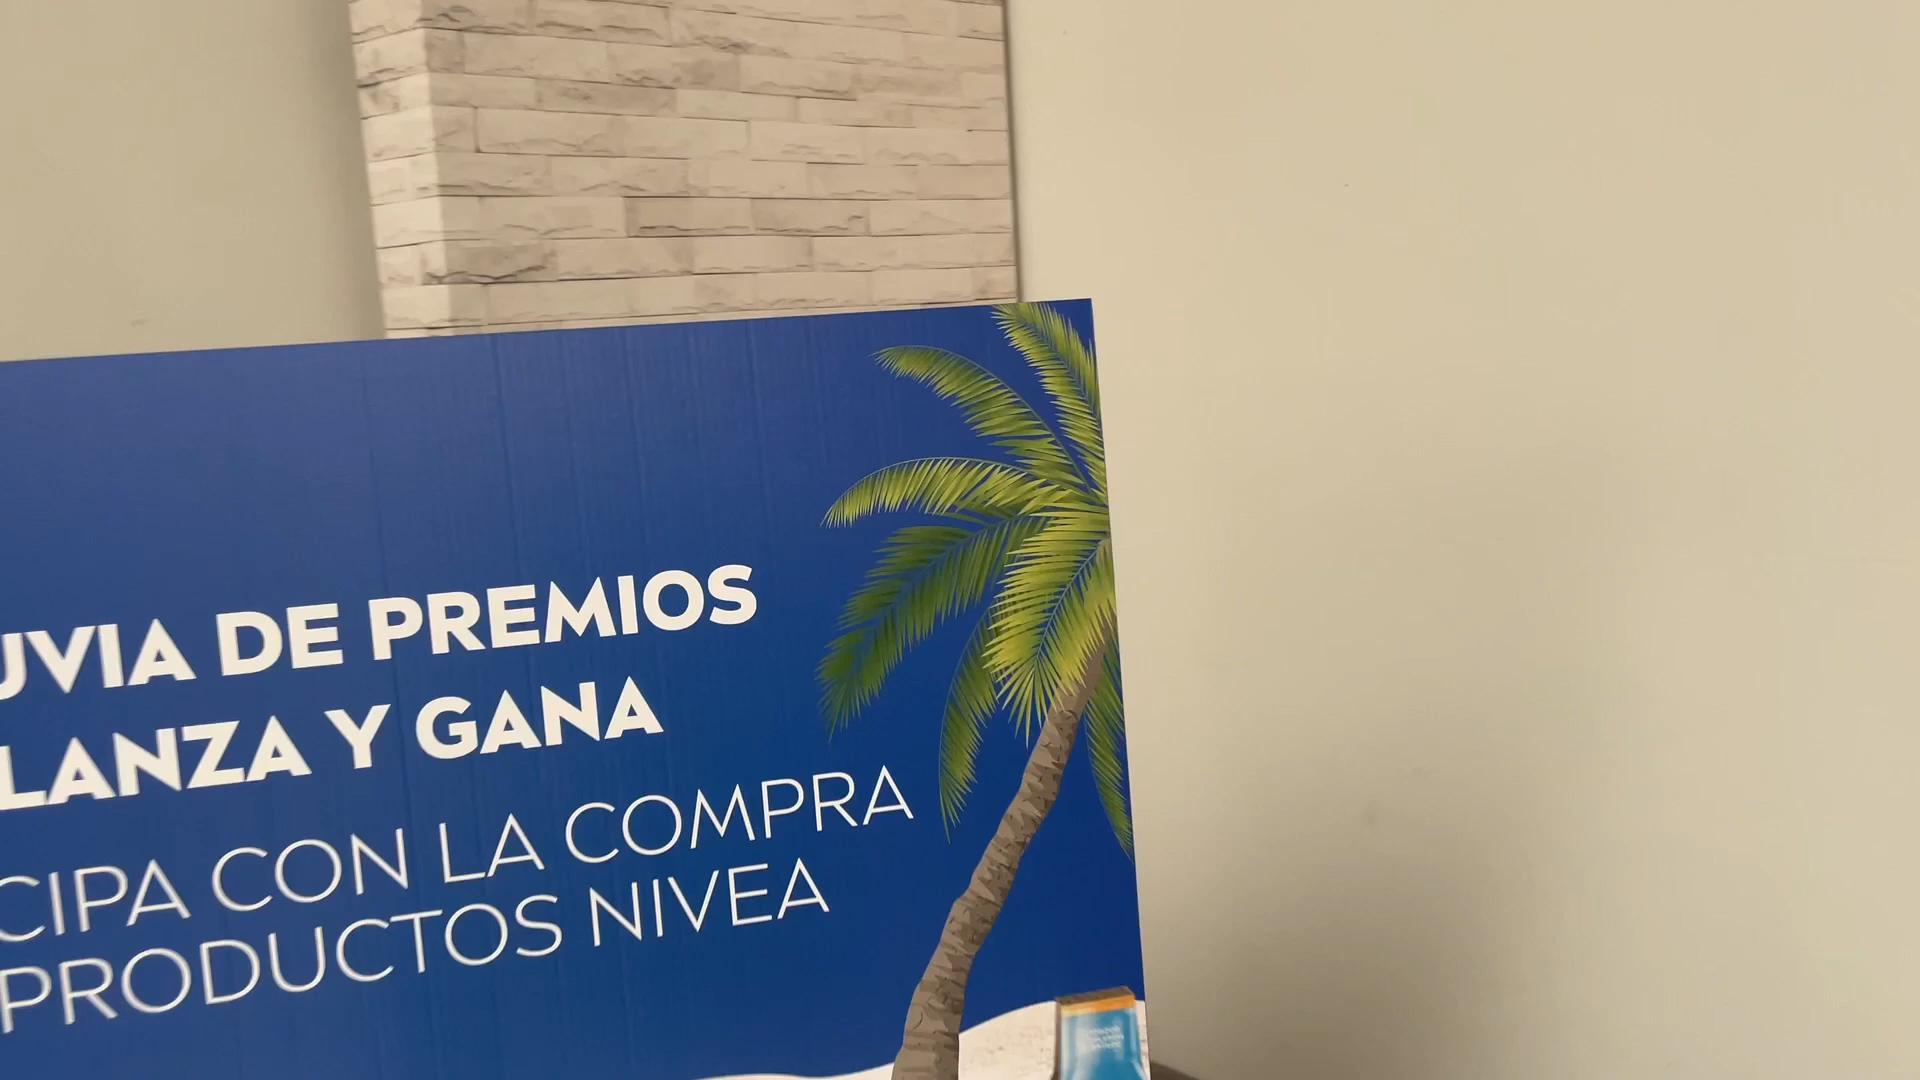 UVIA DE PREMIOS
LANZA Y GANA
CIPA CON LA COMPRA
PRODUCTOS NIVEA